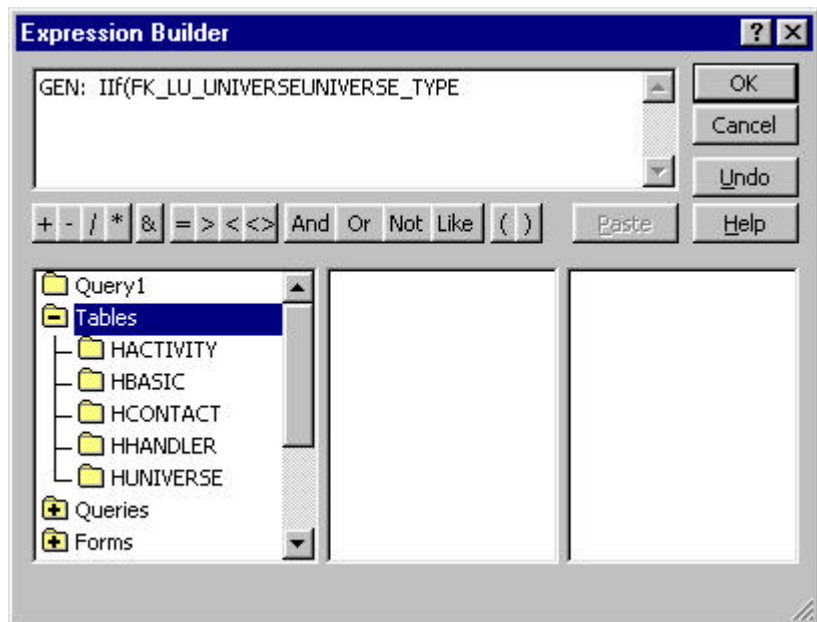 Expression Builder
? X
GEN: IIf(FK_LU_UNIVERSEUNIVERSE_TYPE
OK
Cancel
Undo
+ - / * & = > < <> And Or Not Like ( ) Paste Help
Query1
Tables
HACTIVITY
HBASIC
HCONTACT
HHANDLER
HUNIVERSE
Queries
Forms